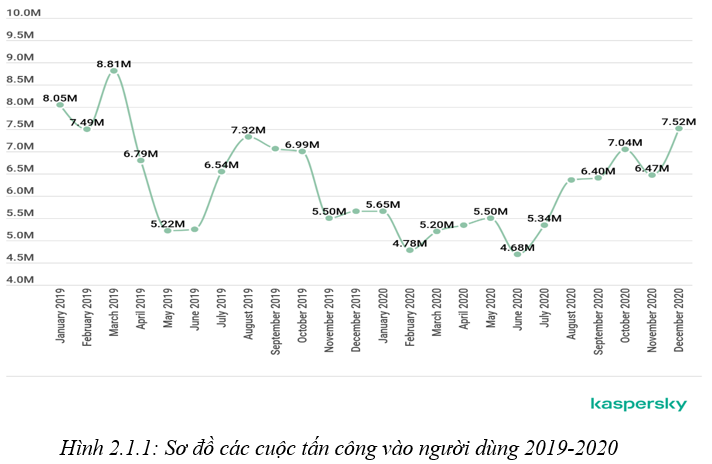 10.0M
9.5M
9.0M
8.5M
8.0M
7.5M
7.0M
6.5M
6.0M
5.5M
5.0M
4.5M
4.0M
8.05M
7.49M
8.81M
6.79M
5.22M
6.54M
7.32M
6.99M
5.50M
5.65M
4.78M
5.20M
5.50M
4.68M
5.34M
6.40M
7.04M
6.47M
7.52M
January 2019
February 2019
March 2019
April 2019
May 2019
June 2019
July 2019
August 2019
September 2019
October 2019
November 2019
December 2019
January 2020
February 2020
March 2020
April 2020
May 2020
June 2020
July 2020
August 2020
September 2020
October 2020
November 2020
December 2020
kaspersky
Hình 2.1.1: Sơ đồ các cuộc tấn công vào người dùng 2019-2020